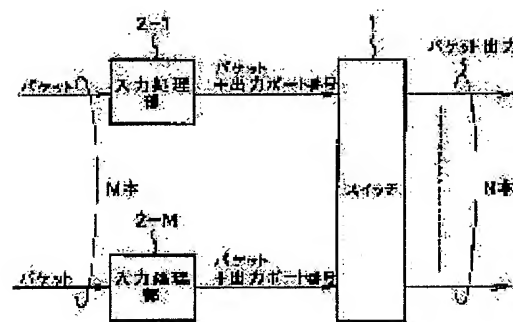 2-1
1
パケット出力
パケット
入力処理
部
パケット
+出力ポート番号
M本
スイッチ
N本
2-M
パケット
入力処理
部
パケット
+出力ポート番号